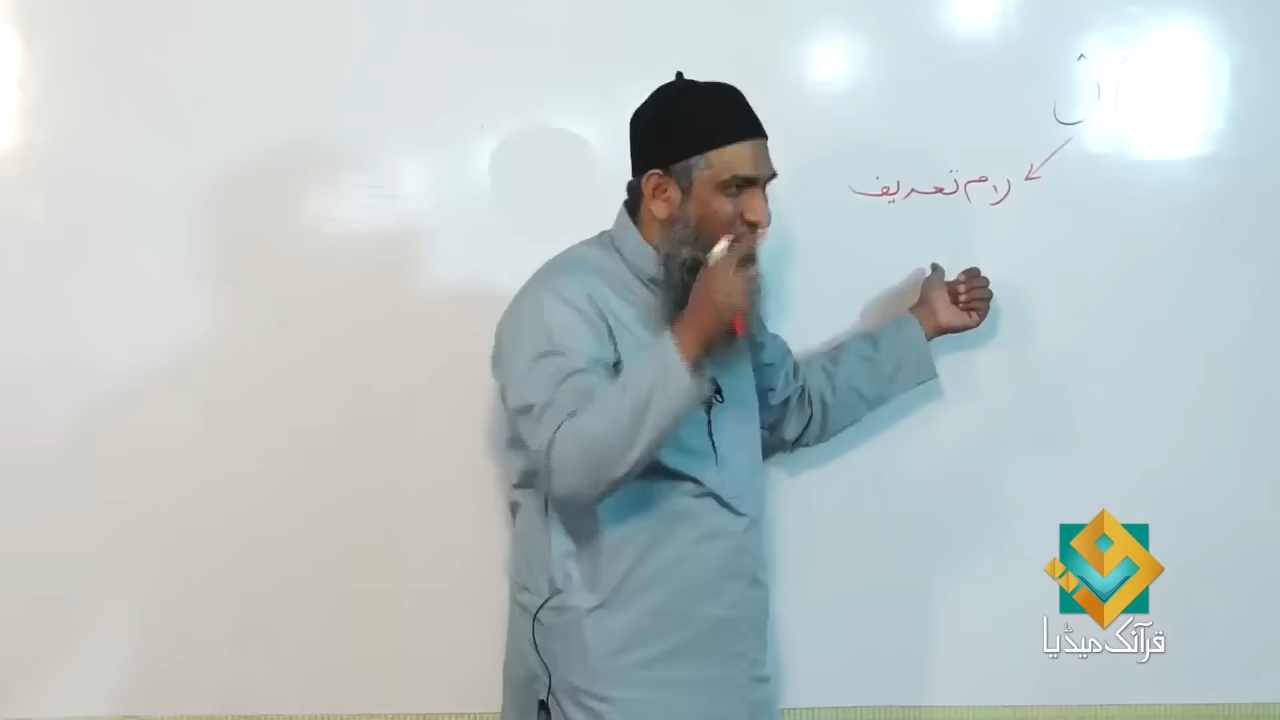 لام تعریف
قرآنک میڈیا